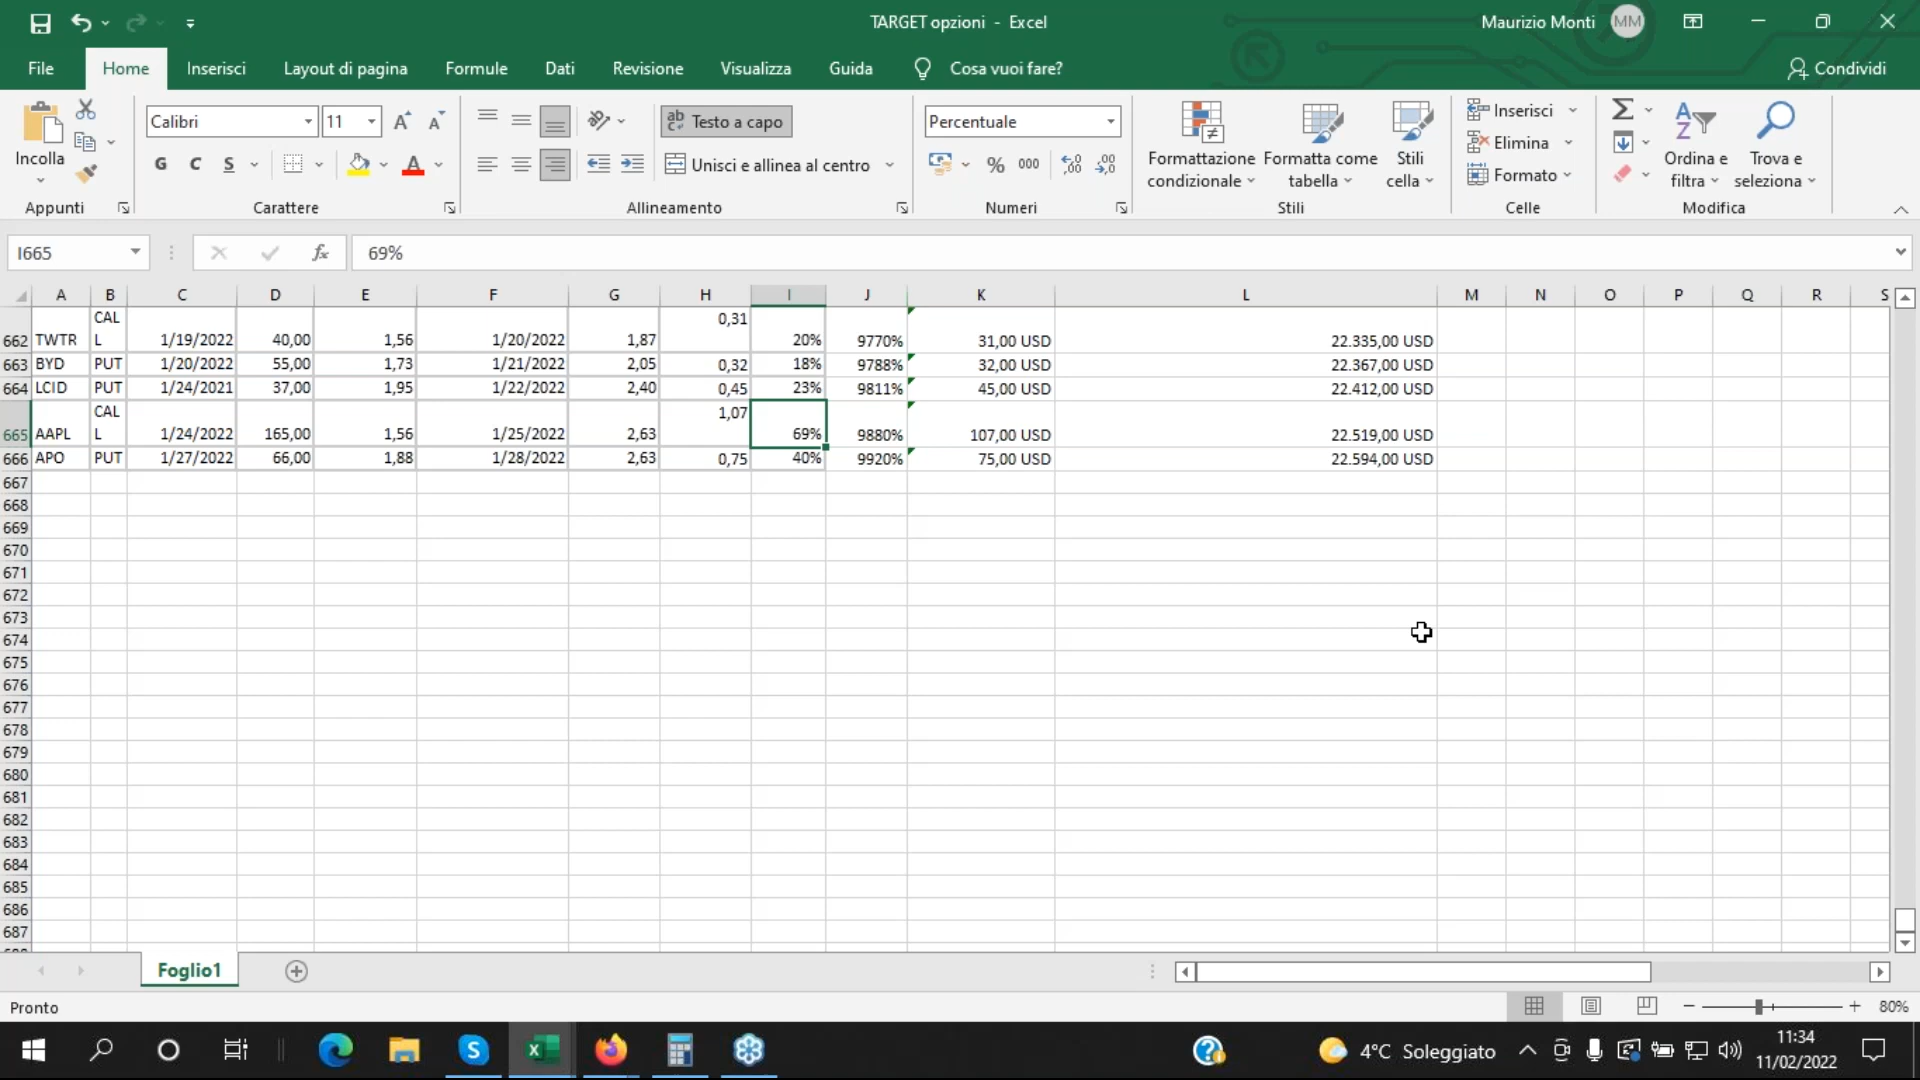 TARGET opzioni - Excel
Maurizio Monti
MM
File Home Inserisci Layout di pagina Formule Dati Revisione Visualizza Guida Cosa vuoi fare? Condividi
Incolla
Appunti
Calibri 11
G C S
Carattere
ab Testo a capo
Unisci e allinea al centro
Allineamento
Percentuale
% 000
Numeri
Formattazione condizionale
Formatta come tabella
Stili cella
Stili
Inserisci
Elimina
Formato
Celle
Ordina e filtra
Trova e seleziona
Modifica
I665 fx 69%
A B C D E F G H I J K L M N O P Q R S
662 TWTR CALL 1/19/2022 40,00 1,56 1/20/2022 1,87 0,31 20% 9770% 31,00 USD 22.335,00 USD
663 BYD PUT 1/20/2022 55,00 1,73 1/21/2022 2,05 0,32 18% 9788% 32,00 USD 22.367,00 USD
664 LCID PUT 1/24/2021 37,00 1,95 1/22/2022 2,40 0,45 23% 9811% 45,00 USD 22.412,00 USD
665 AAPL CALL 1/24/2022 165,00 1,56 1/25/2022 2,63 1,07 69% 9880% 107,00 USD 22.519,00 USD
666 APO PUT 1/27/2022 66,00 1,88 1/28/2022 2,63 0,75 40% 9920% 75,00 USD 22.594,00 USD
667
668
669
670
671
672
673
674
675
676
677
678
679
680
681
682
683
684
685
686
687
Foglio1
Pronto
80%
4°C Soleggiato
11:34
11/02/2022